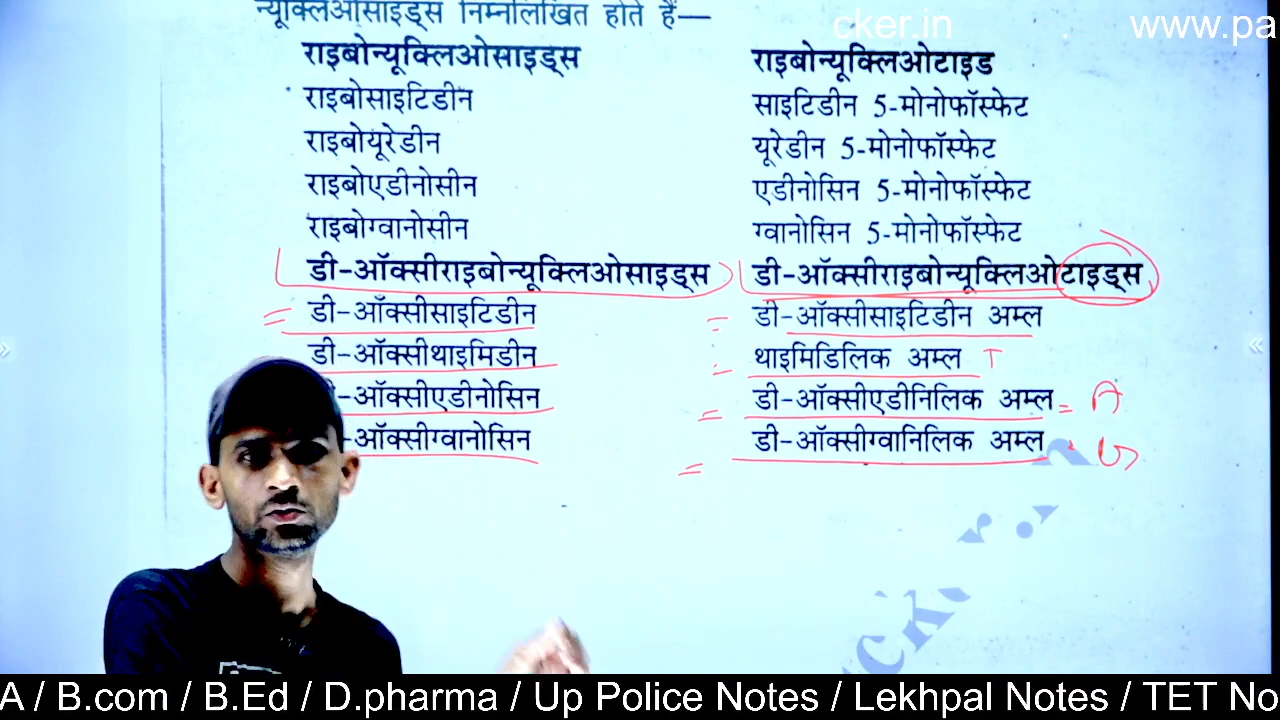 cker.in . www.pa
न्यूक्लिओसाइड्स निम्नलिखित होते हैं—
राइबोन्यूक्लिओसाइड्स राइबोन्यूक्लिओटाइड
राइबोसाइटिडीन साइटिडीन 5-मोनोफॉस्फेट
राइबोयूरेडीन यूरेडीन 5-मोनोफॉस्फेट
राइबोएडीनोसीन एडीनोसिन 5-मोनोफॉस्फेट
राइबोग्वानोसीन ग्वानोसिन 5-मोनोफॉस्फेट
डी-ऑक्सीराइबोन्यूक्लिओसाइड्स डी-ऑक्सीराइबोन्यूक्लिओटाइड्स
= डी-ऑक्सीसाइटिडीन = डी-ऑक्सीसाइटिडीन अम्ल
डी-ऑक्सीथाइमिडीन = थाइमिडिलिक अम्ल T
-ऑक्सीएडीनोसिन = डी-ऑक्सीएडीनिलिक अम्ल = A
-ऑक्सीग्वानोसिन = डी-ऑक्सीग्वानिलिक अम्ल G
A / B.com / B.Ed / D.pharma / Up Police Notes / Lekhpal Notes / TET No